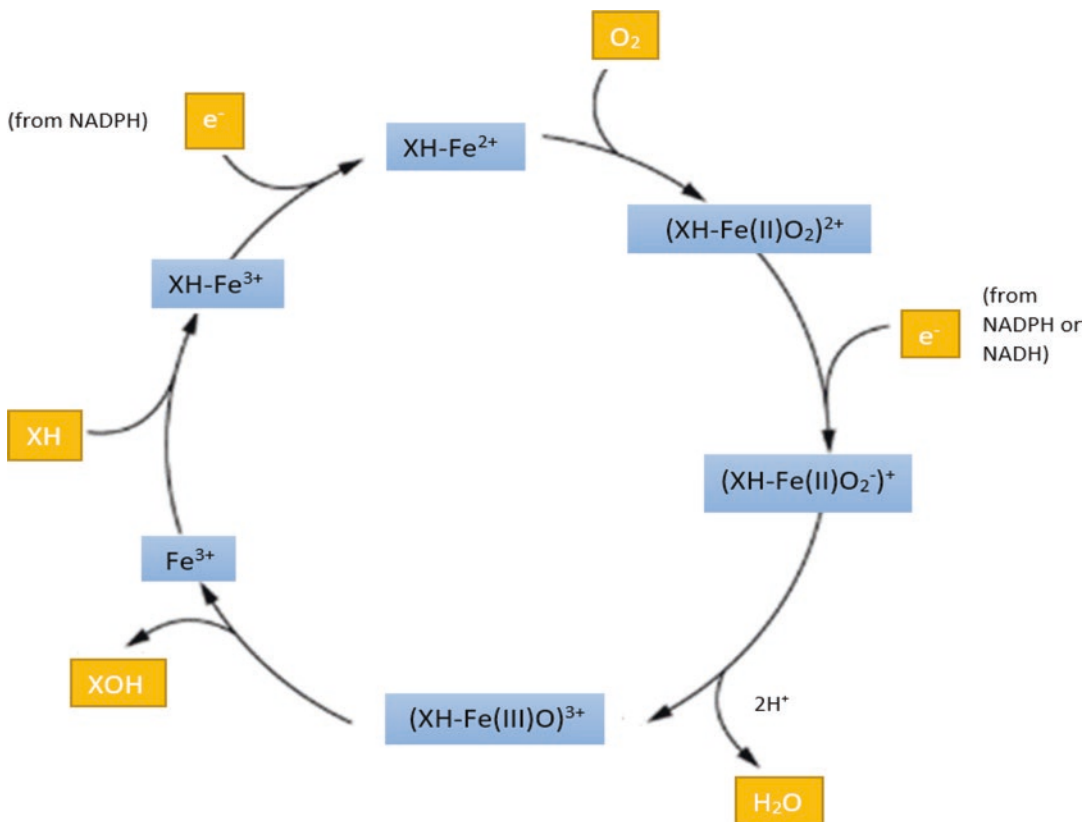 O₂
(from NADPH)
e⁻
XH-Fe²⁺
(XH-Fe(II)O₂)²⁺
XH-Fe³⁺
e⁻
(from
NADPH or
NADH)
XH
(XH-Fe(II)O₂⁻)⁺
Fe³⁺
XOH
(XH-Fe(III)O)³⁺
2H⁺
H₂O